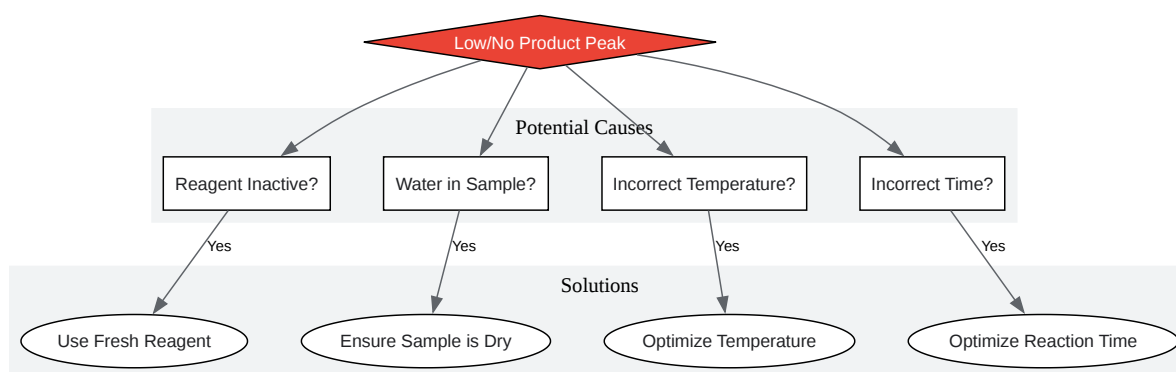 Low/No Product Peak
Potential Causes
Reagent Inactive?
Water in Sample?
Incorrect Temperature?
Incorrect Time?
Yes
Yes
Yes
Yes
Solutions
Use Fresh Reagent
Ensure Sample is Dry
Optimize Temperature
Optimize Reaction Time